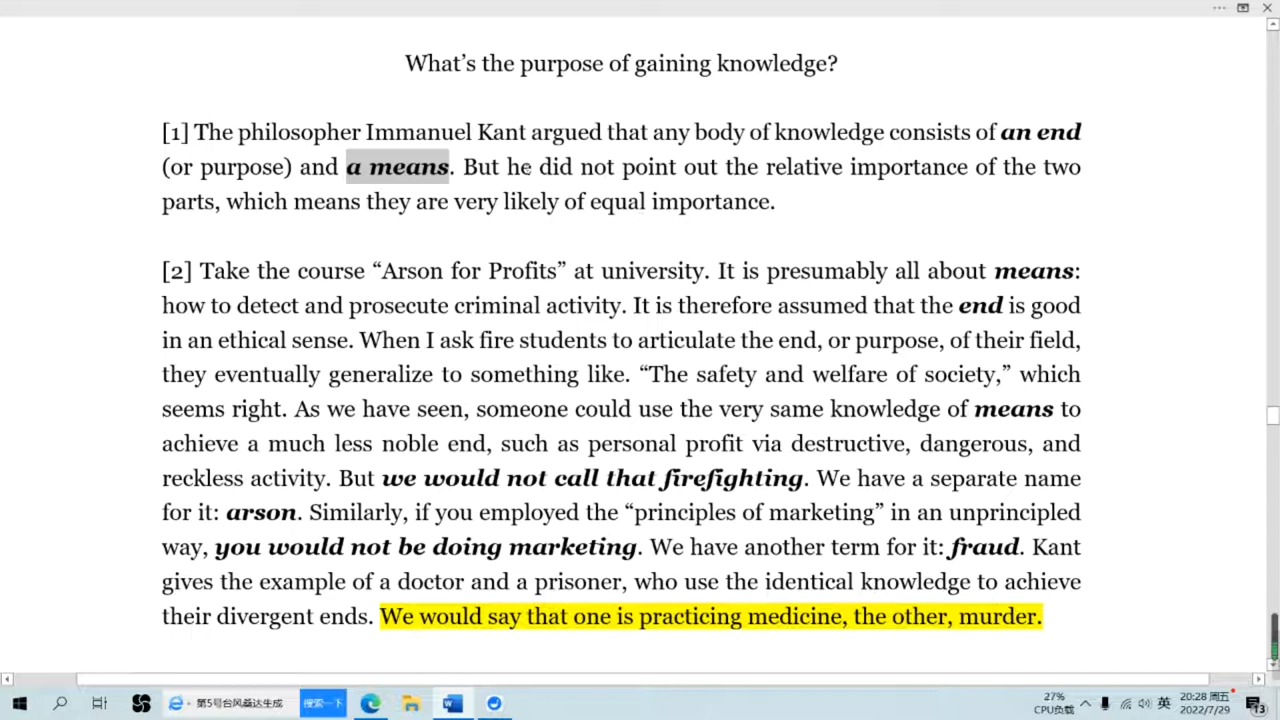 What's the purpose of gaining knowledge?
[1] The philosopher Immanuel Kant argued that any body of knowledge consists of an end
(or purpose) and a means. But he did not point out the relative importance of the two
parts, which means they are very likely of equal importance.
[2] Take the course “Arson for Profits” at university. It is presumably all about means:
how to detect and prosecute criminal activity. It is therefore assumed that the end is good
in an ethical sense. When I ask fire students to articulate the end, or purpose, of their field,
they eventually generalize to something like. “The safety and welfare of society,” which
seems right. As we have seen, someone could use the very same knowledge of means to
achieve a much less noble end, such as personal profit via destructive, dangerous, and
reckless activity. But we would not call that firefighting. We have a separate name
for it: arson. Similarly, if you employed the “principles of marketing” in an unprincipled
way, you would not be doing marketing. We have another term for it: fraud. Kant
gives the example of a doctor and a prisoner, who use the identical knowledge to achieve
their divergent ends. We would say that one is practicing medicine, the other, murder.
第5号台风桑达生成 搜索一下 27% 英 20:28 周五
CPU负载 2022/7/29 13